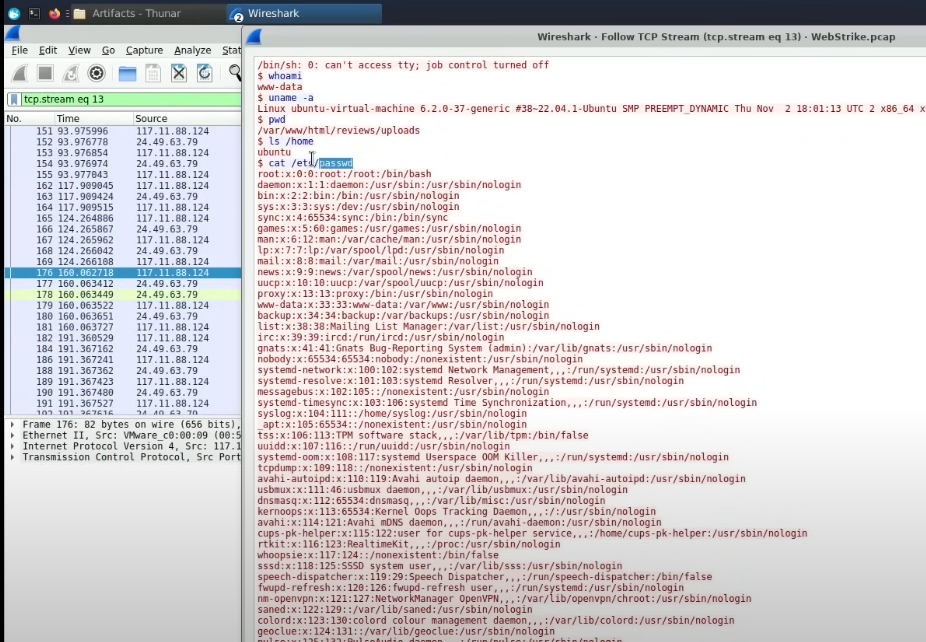 Artifacts - Thunar
2 Wireshark
Wireshark · Follow TCP Stream (tcp.stream eq 13) · WebStrike.pcap
File Edit View Go Capture Analyze Stat
tcp.stream eq 13
No. Time Source
151 93.975996 117.11.88.124
152 93.976778 24.49.63.79
153 93.976854 117.11.88.124
154 93.976974 24.49.63.79
155 93.977043 117.11.88.124
162 117.909045 117.11.88.124
163 117.909424 24.49.63.79
164 117.909515 117.11.88.124
165 124.264886 117.11.88.124
166 124.265867 24.49.63.79
167 124.265962 117.11.88.124
168 124.266042 24.49.63.79
169 124.266108 117.11.88.124
176 160.062718 117.11.88.124
177 160.063412 24.49.63.79
178 160.063449 24.49.63.79
179 160.063522 117.11.88.124
180 160.063651 24.49.63.79
181 160.063727 117.11.88.124
182 191.360529 117.11.88.124
184 191.367162 24.49.63.79
186 191.367241 117.11.88.124
188 191.367362 24.49.63.79
189 191.367423 117.11.88.124
190 191.367480 24.49.63.79
191 191.367527 117.11.88.124
192 191.367616 24.49.63.79
Frame 176: 82 bytes on wire (656 bits),
Ethernet II, Src: VMware_c0:00:09 (00:5
Internet Protocol Version 4, Src: 117.1
Transmission Control Protocol, Src Port
/bin/sh: 0: can't access tty; job control turned off
$ whoami
www-data
$ uname -a
Linux ubuntu-virtual-machine 6.2.0-37-generic #38~22.04.1-Ubuntu SMP PREEMPT_DYNAMIC Thu Nov 2 18:01:13 UTC 2 x86_64 x
$ pwd
/var/www/html/reviews/uploads
$ ls /home
ubuntu
$ cat /etc/passwd
root:x:0:0:root:/root:/bin/bash
daemon:x:1:1:daemon:/usr/sbin:/usr/sbin/nologin
bin:x:2:2:bin:/bin:/usr/sbin/nologin
sys:x:3:3:sys:/dev:/usr/sbin/nologin
sync:x:4:65534:sync:/bin:/bin/sync
games:x:5:60:games:/usr/games:/usr/sbin/nologin
man:x:6:12:man:/var/cache/man:/usr/sbin/nologin
lp:x:7:7:lp:/var/spool/lpd:/usr/sbin/nologin
mail:x:8:8:mail:/var/mail:/usr/sbin/nologin
news:x:9:9:news:/var/spool/news:/usr/sbin/nologin
uucp:x:10:10:uucp:/var/spool/uucp:/usr/sbin/nologin
proxy:x:13:13:proxy:/bin:/usr/sbin/nologin
www-data:x:33:33:www-data:/var/www:/usr/sbin/nologin
backup:x:34:34:backup:/var/backups:/usr/sbin/nologin
list:x:38:38:Mailing List Manager:/var/list:/usr/sbin/nologin
irc:x:39:39:ircd:/run/ircd:/usr/sbin/nologin
gnats:x:41:41:Gnats Bug-Reporting System (admin):/var/lib/gnats:/usr/sbin/nologin
nobody:x:65534:65534:nobody:/nonexistent:/usr/sbin/nologin
systemd-network:x:100:102:systemd Network Management,,,:/run/systemd:/usr/sbin/nologin
systemd-resolve:x:101:103:systemd Resolver,,,:/run/systemd:/usr/sbin/nologin
messagebus:x:102:105::/nonexistent:/usr/sbin/nologin
systemd-timesync:x:103:106:systemd Time Synchronization,,,:/run/systemd:/usr/sbin/nologin
syslog:x:104:111::/home/syslog:/usr/sbin/nologin
_apt:x:105:65534::/nonexistent:/usr/sbin/nologin
tss:x:106:113:TPM software stack,,,:/var/lib/tpm:/bin/false
uuidd:x:107:116::/run/uuidd:/usr/sbin/nologin
systemd-oom:x:108:117:systemd Userspace OOM Killer,,,:/run/systemd:/usr/sbin/nologin
tcpdump:x:109:118::/nonexistent:/usr/sbin/nologin
avahi-autoipd:x:110:119:Avahi autoip daemon,,,:/var/lib/avahi-autoipd:/usr/sbin/nologin
usbmux:x:111:46:usbmux daemon,,,:/var/lib/usbmux:/usr/sbin/nologin
dnsmasq:x:112:65534:dnsmasq,,,:/var/lib/misc:/usr/sbin/nologin
kernoops:x:113:65534:Kernel Oops Tracking Daemon,,,:/:/usr/sbin/nologin
avahi:x:114:121:Avahi mDNS daemon,,,:/run/avahi-daemon:/usr/sbin/nologin
cups-pk-helper:x:115:122:user for cups-pk-helper service,,,:/home/cups-pk-helper:/usr/sbin/nologin
rtkit:x:116:123:RealtimeKit,,,:/proc:/usr/sbin/nologin
whoopsie:x:117:124::/nonexistent:/bin/false
sssd:x:118:125:SSSD system user,,,:/var/lib/sss:/usr/sbin/nologin
speech-dispatcher:x:119:29:Speech Dispatcher,,,:/run/speech-dispatcher:/bin/false
fwupd-refresh:x:120:126:fwupd-refresh user,,,:/run/systemd:/usr/sbin/nologin
nm-openvpn:x:121:127:NetworkManager OpenVPN,,,:/var/lib/openvpn/chroot:/usr/sbin/nologin
saned:x:122:129::/var/lib/saned:/usr/sbin/nologin
colord:x:123:130:colord colour management daemon,,,:/var/lib/colord:/usr/sbin/nologin
geoclue:x:124:131::/var/lib/geoclue:/usr/sbin/nologin